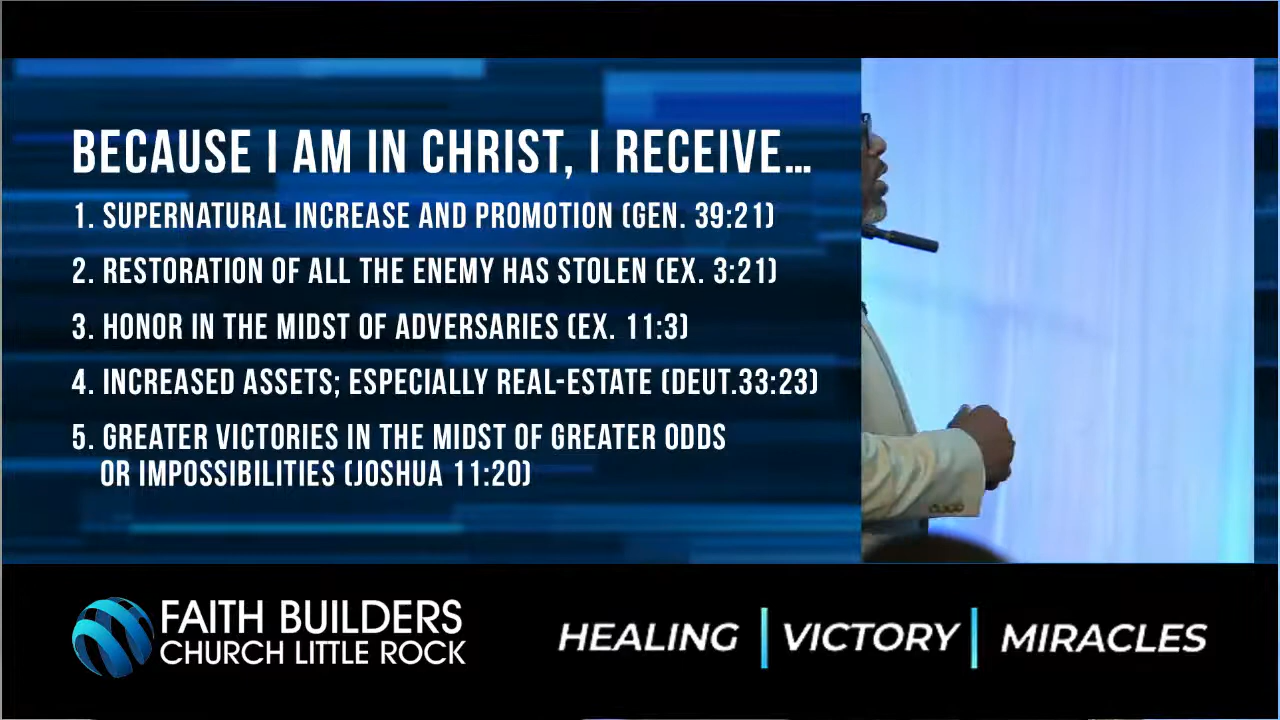 BECAUSE I AM IN CHRIST, I RECEIVE...
1. SUPERNATURAL INCREASE AND PROMOTION (GEN. 39:21)
2. RESTORATION OF ALL THE ENEMY HAS STOLEN (EX. 3:21)
3. HONOR IN THE MIDST OF ADVERSARIES (EX. 11:3)
4. INCREASED ASSETS; ESPECIALLY REAL-ESTATE (DEUT.33:23)
5. GREATER VICTORIES IN THE MIDST OF GREATER ODDS
OR IMPOSSIBILITIES (JOSHUA 11:20)
FAITH BUILDERS
CHURCH LITTLE ROCK
HEALING | VICTORY | MIRACLES